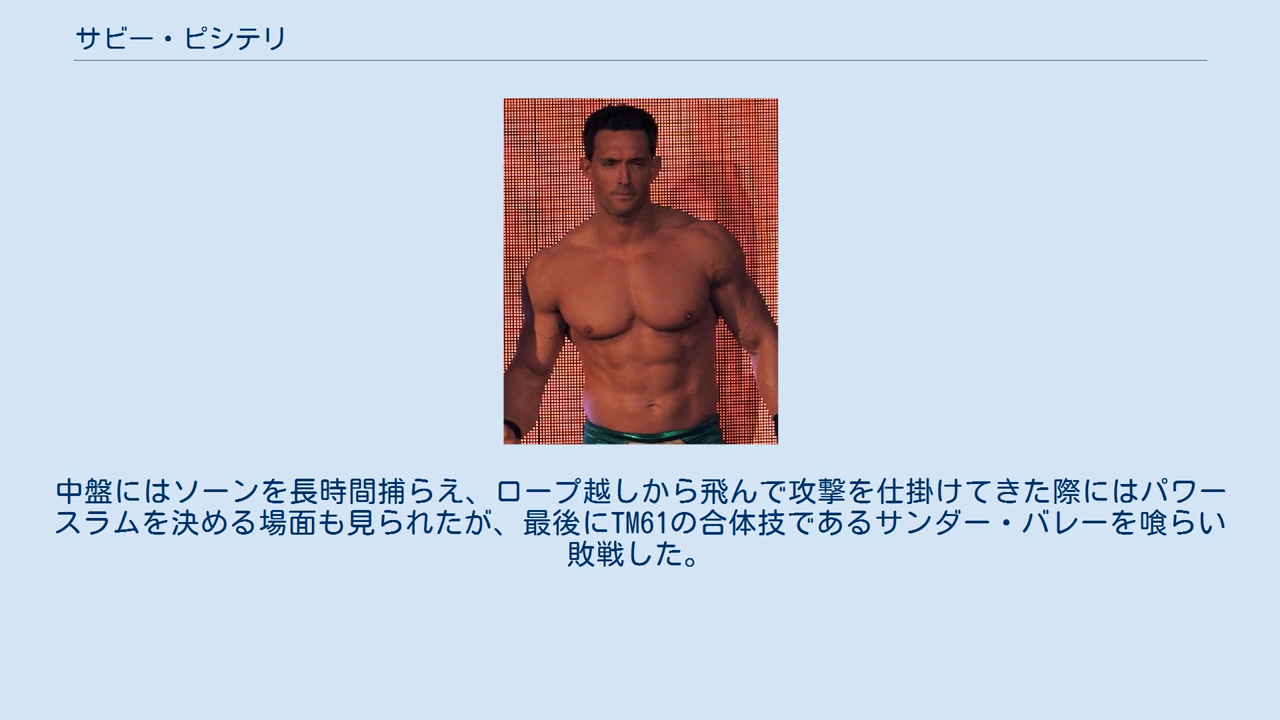 サビー・ピシテリ
中盤にはソーンを長時間捕らえ、ロープ越しから飛んで攻撃を仕掛けてきた際にはパワー
スラムを決める場面も見られたが、最後にTM61の合体技であるサンダー・バレーを喰らい
敗戦した。